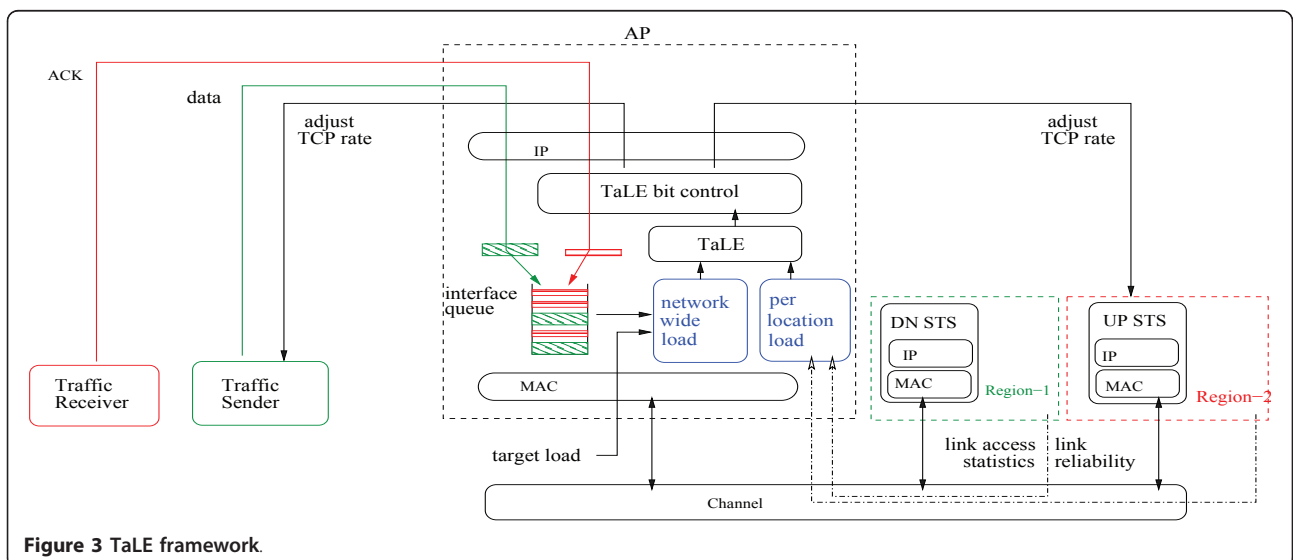 AP
ACK
data
adjust
TCP rate
adjust
TCP rate
IP
TaLE bit control
TaLE
interface
queue
network
wide
load
per
location
load
DN STS
IP
MAC
Region-1
UP STS
IP
MAC
Region-2
Traffic
Receiver
Traffic
Sender
MAC
target load
link access
statistics
link
reliability
Channel
Figure 3 TaLE framework.